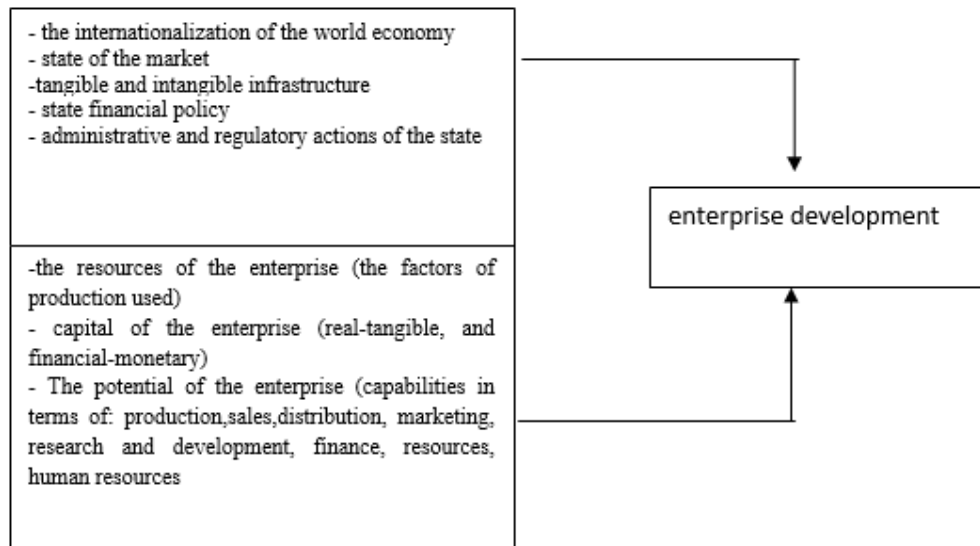 - the internationalization of the world economy
- state of the market
-tangible and intangible infrastructure
- state financial policy
- administrative and regulatory actions of the state
enterprise development
-the resources of the enterprise (the factors of
production used)
- capital of the enterprise (real-tangible, and
financial-monetary)
- The potential of the enterprise (capabilities in
terms of: production,sales,distribution, marketing,
research and development, finance, resources,
human resources